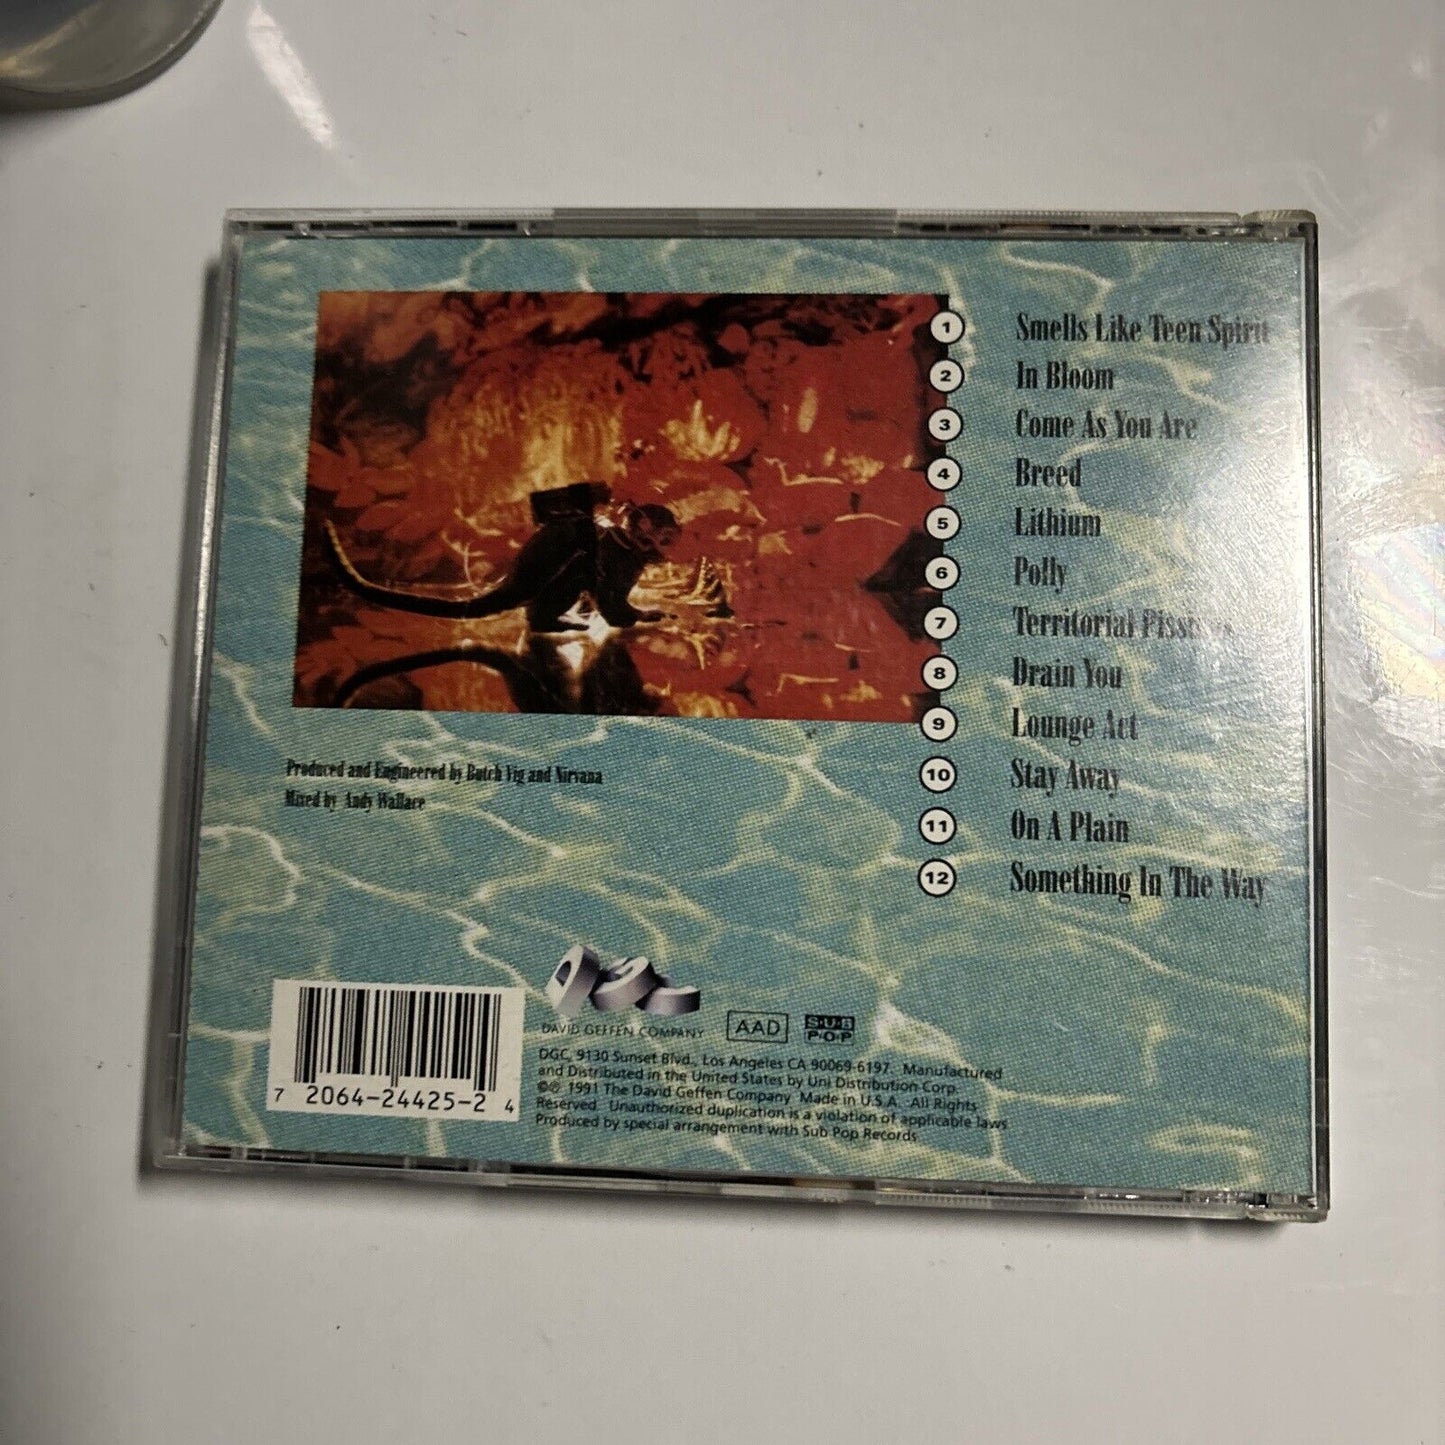 1 Smells Like Teen Spirit
2 In Bloom
3 Come As You Are
4 Breed
5 Lithium
6 Polly
7 Territorial Pissings
8 Drain You
9 Lounge Act
10 Stay Away
11 On A Plain
12 Something In The Way
Produced and Engineered by Butch Vig and Nirvana
Mixed by Andy Wallace
7 2064-24425-2 4
DGC
DAVID GEFFEN COMPANY
AAD
SUB
POP
DGC, 9130 Sunset Blvd., Los Angeles CA 90069-6197. Manufactured
and Distributed in the United States by Uni Distribution Corp.
©℗ 1991 The David Geffen Company Made in U.S.A. All Rights
Reserved. Unauthorized duplication is a violation of applicable laws.
Produced by special arrangement with Sub Pop Records